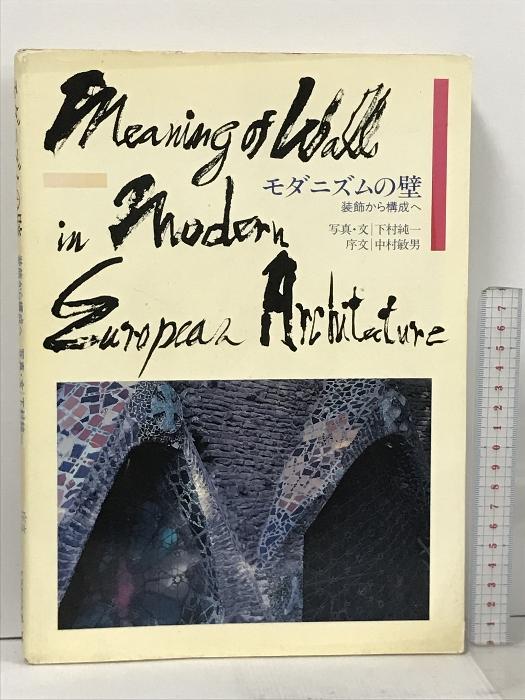 Meaning of Walls
モダニズムの壁
装飾から構成へ
写真・文|下村純一
序文|中村敏男
in Modern
European Architecture